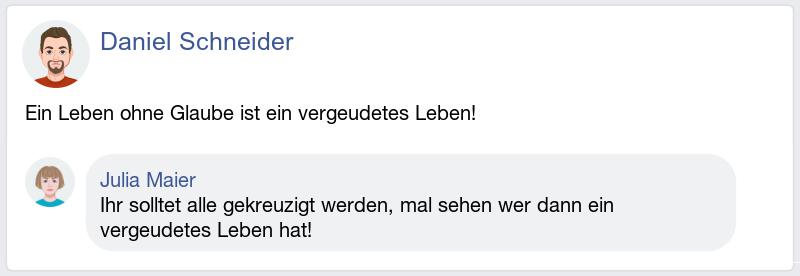 Daniel Schneider
Ein Leben ohne Glaube ist ein vergeudetes Leben!
Julia Maier
Ihr solltet alle gekreuzigt werden, mal sehen wer dann ein
vergeudetes Leben hat!